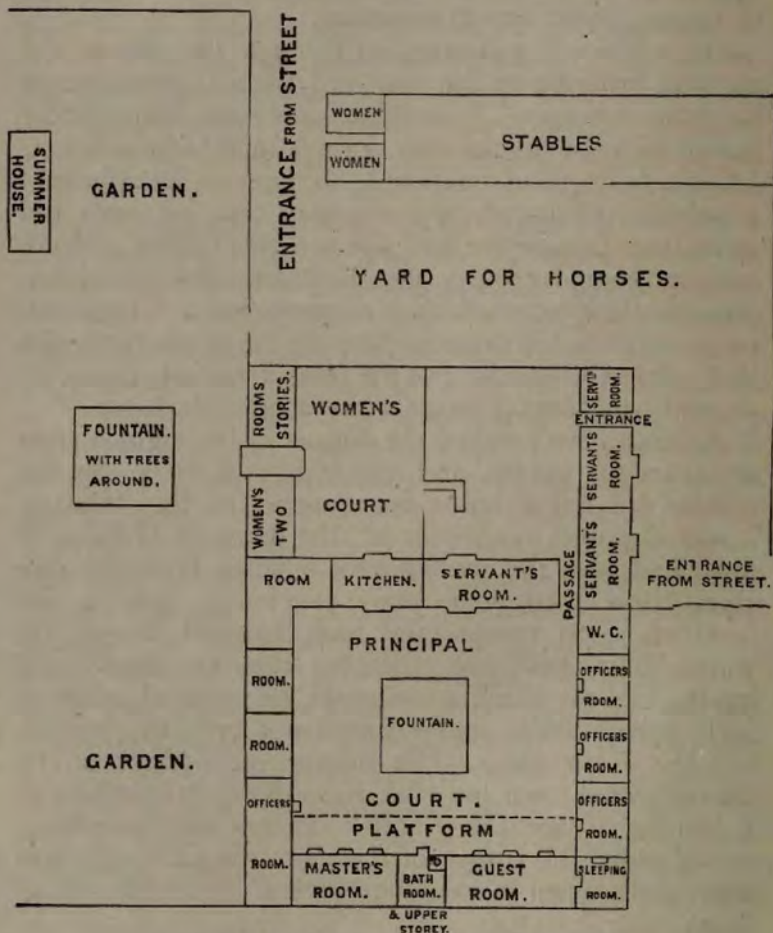 ENTRANCE FROM STREET
WOMEN
WOMEN
STABLES
SUMMER
HOUSE.
GARDEN.
YARD FOR HORSES.
ROOMS
STORIES.
WOMEN'S
TWO
WOMEN'S
COURT
FOUNTAIN.
WITH TREES
AROUND.
SERVTS
ROOM.
ENTRANCE
SERVANTS
ROOM.
SERVANTS
ROOM.
ENTRANCE
FROM STREET.
PASSAGE
ROOM
KITCHEN.
SERVANT'S
ROOM.
W. C.
PRINCIPAL
COURT.
FOUNTAIN.
ROOM.
ROOM.
OFFICERS
ROOM.
OFFICERS
ROOM.
OFFICERS
ROOM.
OFFICERS
ROOM.
GARDEN.
PLATFORM
MASTER'S
ROOM.
BATH
ROOM.
GUEST
ROOM.
SLEEPING
ROOM.
& UPPER
STOREY.